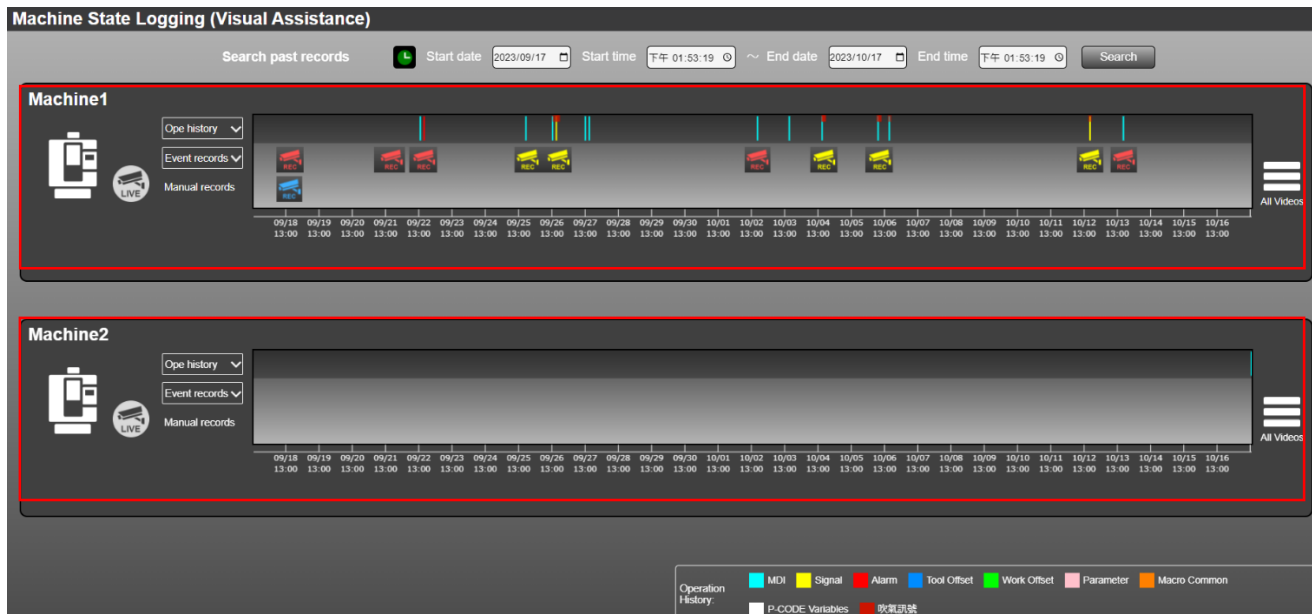 Machine State Logging (Visual Assistance)
Search past records Start date 2023/09/17 Start time 下午 01:53:19 ～ End date 2023/10/17 End time 下午 01:53:19 Search
Machine1
Ope history
Event records
REC REC REC REC REC REC REC REC REC REC
LIVE Manual records
REC
All Videos
09/18 09/19 09/20 09/21 09/22 09/23 09/24 09/25 09/26 09/27 09/28 09/29 09/30 10/01 10/02 10/03 10/04 10/05 10/06 10/07 10/08 10/09 10/10 10/11 10/12 10/13 10/14 10/15 10/16
13:00 13:00 13:00 13:00 13:00 13:00 13:00 13:00 13:00 13:00 13:00 13:00 13:00 13:00 13:00 13:00 13:00 13:00 13:00 13:00 13:00 13:00 13:00 13:00 13:00 13:00 13:00 13:00 13:00
Machine2
Ope history
Event records
LIVE Manual records
All Videos
09/18 09/19 09/20 09/21 09/22 09/23 09/24 09/25 09/26 09/27 09/28 09/29 09/30 10/01 10/02 10/03 10/04 10/05 10/06 10/07 10/08 10/09 10/10 10/11 10/12 10/13 10/14 10/15 10/16
13:00 13:00 13:00 13:00 13:00 13:00 13:00 13:00 13:00 13:00 13:00 13:00 13:00 13:00 13:00 13:00 13:00 13:00 13:00 13:00 13:00 13:00 13:00 13:00 13:00 13:00 13:00 13:00 13:00
Operation
History:
MDI Signal Alarm Tool Offset Work Offset Parameter Macro Common
P-CODE Variables 吹氣訊號